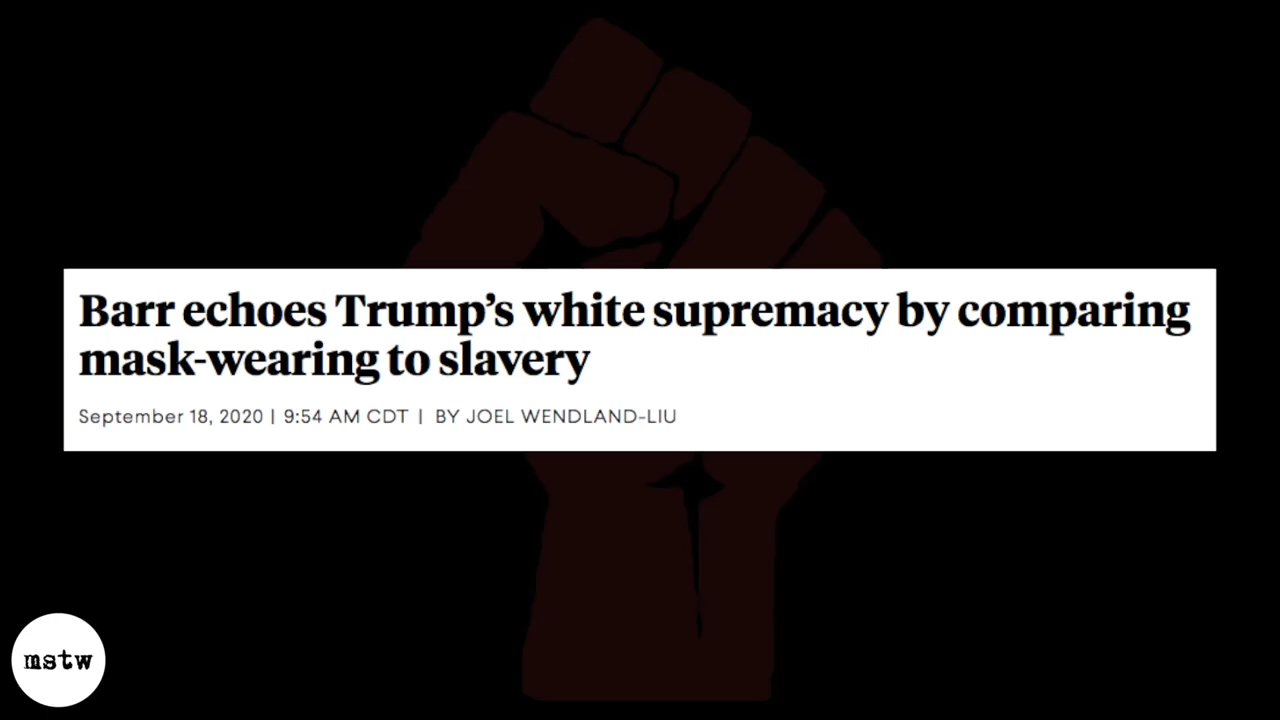 Barr echoes Trump’s white supremacy by comparing
mask-wearing to slavery
September 18, 2020 | 9:54 AM CDT | BY JOEL WENDLAND-LIU
mstw